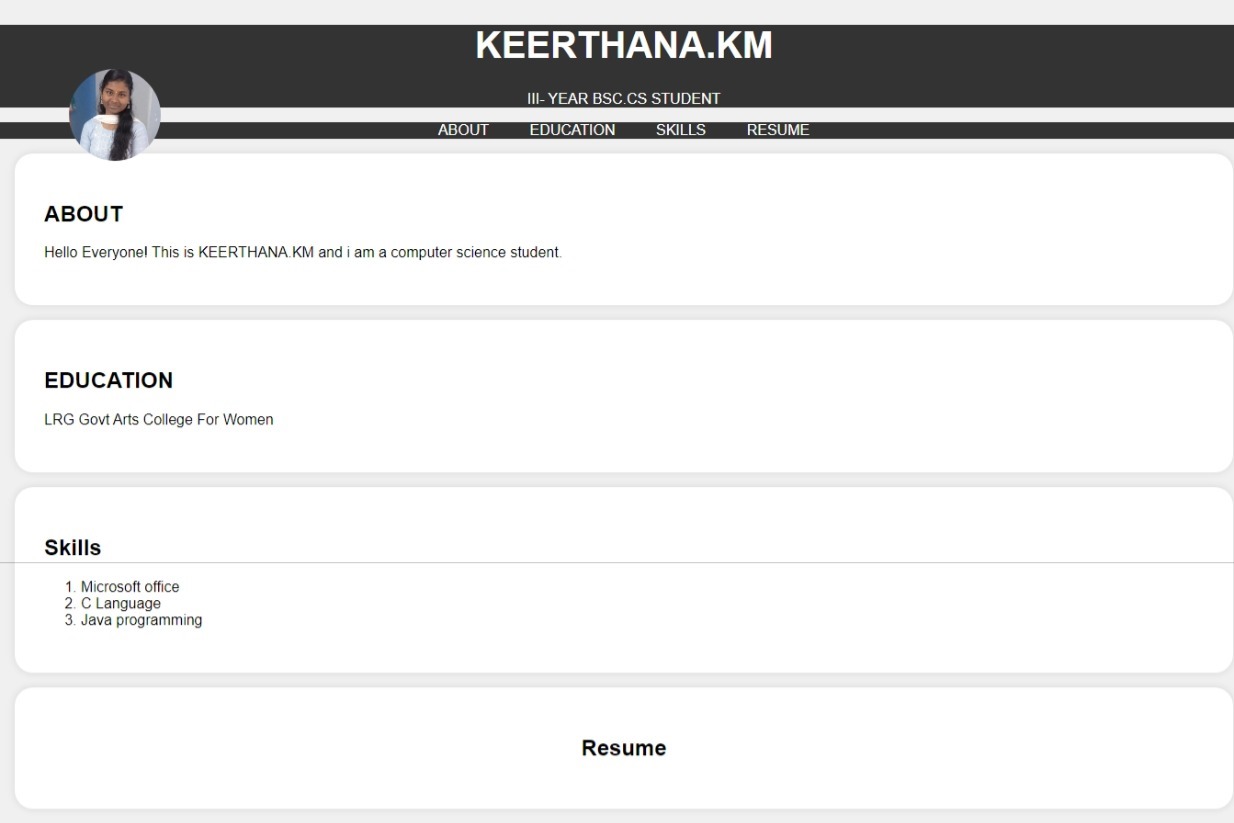 KEERTHANA.KM
III- YEAR BSC.CS STUDENT
ABOUT EDUCATION SKILLS RESUME
ABOUT
Hello Everyone! This is KEERTHANA.KM and i am a computer science student.
EDUCATION
LRG Govt Arts College For Women
Skills
1. Microsoft office
2. C Language
3. Java programming
Resume